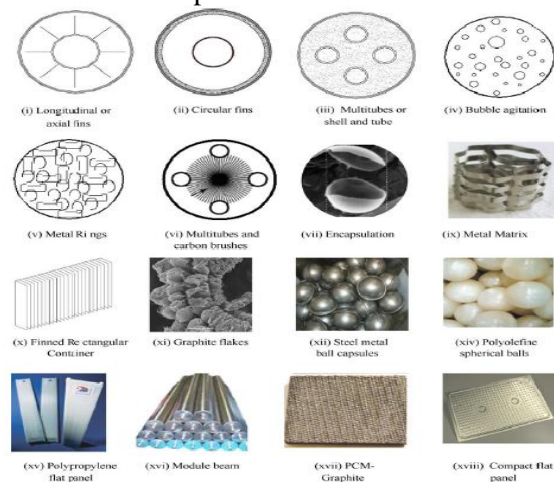 (i) Longitudinal or
axial fins
(ii) Circular fins
(iii) Multitubes or
shell and tube
(iv) Bubble agitation
(v) Metal Ri ngs
(vi) Multitubes and
carbon brushes
(vii) Encapsulation
(ix) Metal Matrix
(x) Finned Rectangular
Container
(xi) Graphite flakes
(xii) Steel metal
ball capsules
(xiv) Polyolefine
spherical balls
(xv) Polypropylene
flat panel
(xvi) Module beam
(xvii) PCM-
Graphite
(xviii) Compact flat
panel